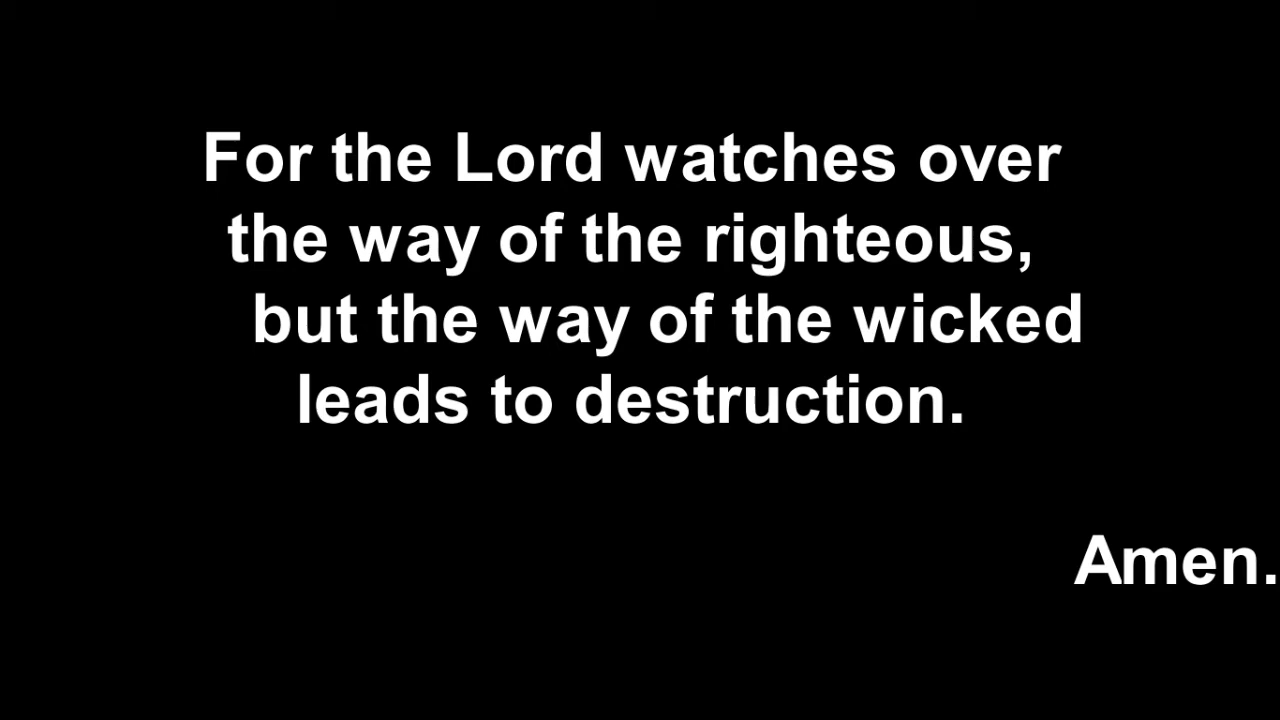 For the Lord watches over
the way of the righteous,
but the way of the wicked
leads to destruction.
Amen.